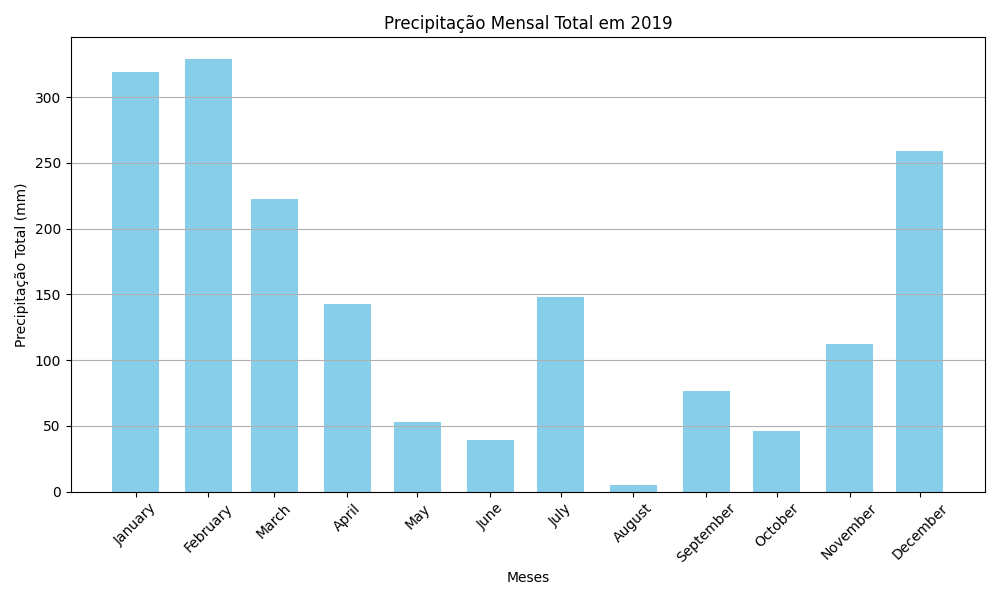 Precipitação Mensal Total em 2019
Precipitação Total (mm)
300
250
200
150
100
50
0
January
February
March
April
May
June
July
August
September
October
November
December
Meses